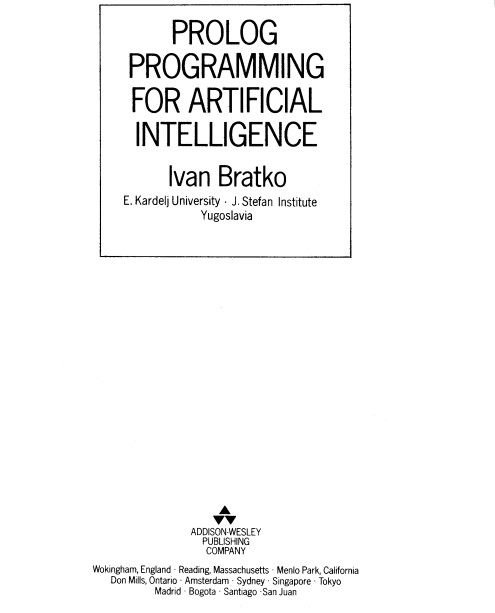 PROLOG
PROGRAMMING
FOR ARTIFICIAL
INTELLIGENCE
Ivan Bratko
E. Kardelj University · J. Stefan Institute
Yugoslavia
ADDISON-WESLEY
PUBLISHING
COMPANY
Wokingham, England · Reading, Massachusetts · Menlo Park, California
Don Mills, Ontario · Amsterdam · Sydney · Singapore · Tokyo
Madrid · Bogota · Santiago · San Juan